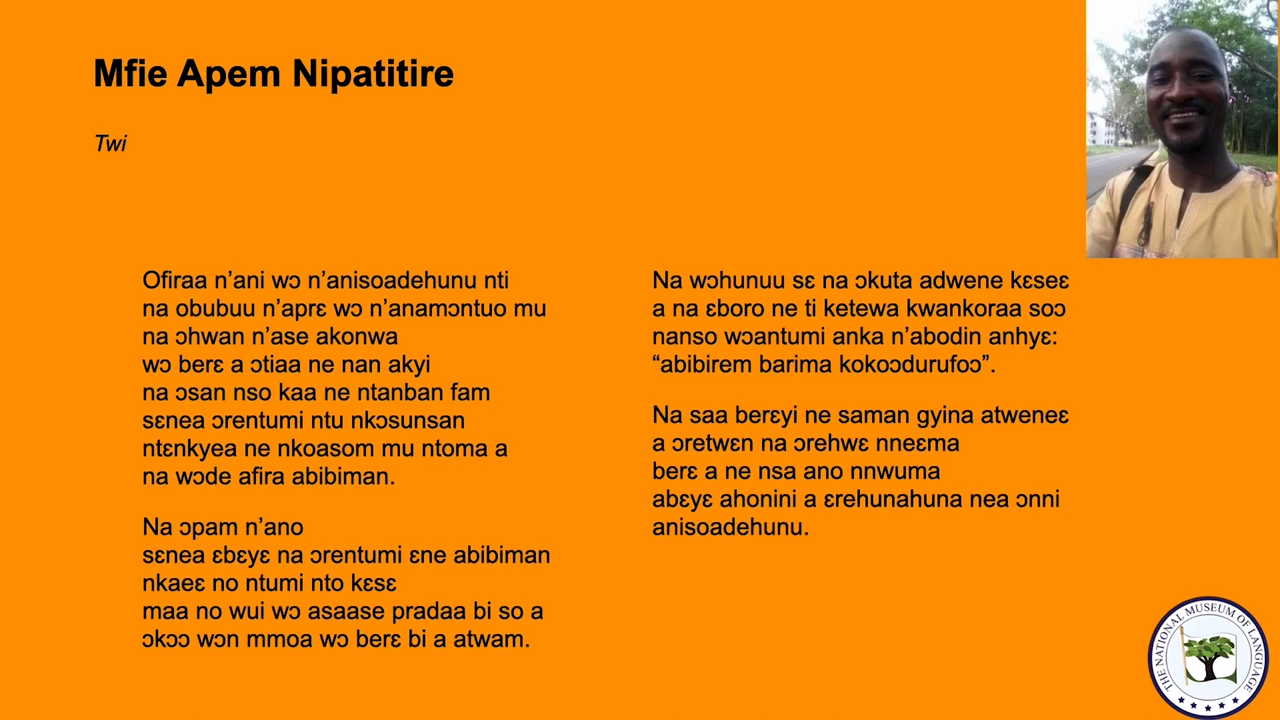 Mfie Apem Nipatitire
Twi
Ofiraa n’ani wɔ n’anisoadehunu nti
na obubuu n’aprɛ wɔ n’anamɔntuo mu
na ɔhwan n’ase akonwa
wɔ berɛ a ɔtiaa ne nan akyi
na ɔsan nso kaa ne ntanban fam
sɛnea ɔrentumi ntu nkɔsunsan
ntɛnkyea ne nkoasom mu ntoma a
na wɔde afira abibiman.
Na ɔpam n’ano
sɛnea ɛbɛyɛ na ɔrentumi ɛne abibiman
nkaeɛ no ntumi nto kɛsɛ
maa no wui wɔ asaase pradaa bi so a
ɔkɔɔ wɔn mmoa wɔ berɛ bi a atwam.
Na wɔhunuu sɛ na ɔkuta adwene kɛseɛ
a na ɛboro ne ti ketewa kwankoraa soɔ
nanso wɔantumi anka n’abodin anhyɛ:
“abibirem barima kokoɔdurufoɔ”.
Na saa berɛyi ne saman gyina atweneɛ
a ɔretwɛn na ɔrehwɛ nneɛma
berɛ a ne nsa ano nnwuma
abɛyɛ ahonini a ɛrehunahuna nea ɔnni
anisoadehunu.
THE NATIONAL MUSEUM OF LANGUAGE